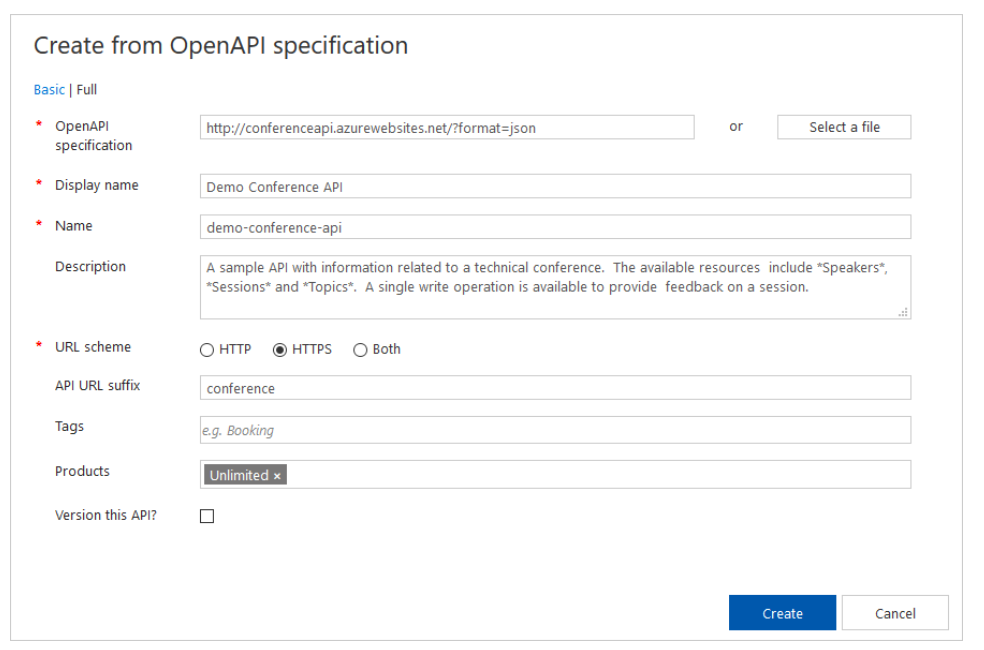 Create from OpenAPI specification
Basic | Full
* OpenAPI specification
http://conferenceapi.azurewebsites.net/?format=json
or
Select a file
* Display name
Demo Conference API
* Name
demo-conference-api
Description
A sample API with information related to a technical conference.  The available resources  include *Speakers*,
*Sessions* and *Topics*.  A single write operation is available to provide  feedback on a session.
* URL scheme
HTTP
HTTPS
Both
API URL suffix
conference
Tags
e.g. Booking
Products
Unlimited ×
Version this API?
Create
Cancel